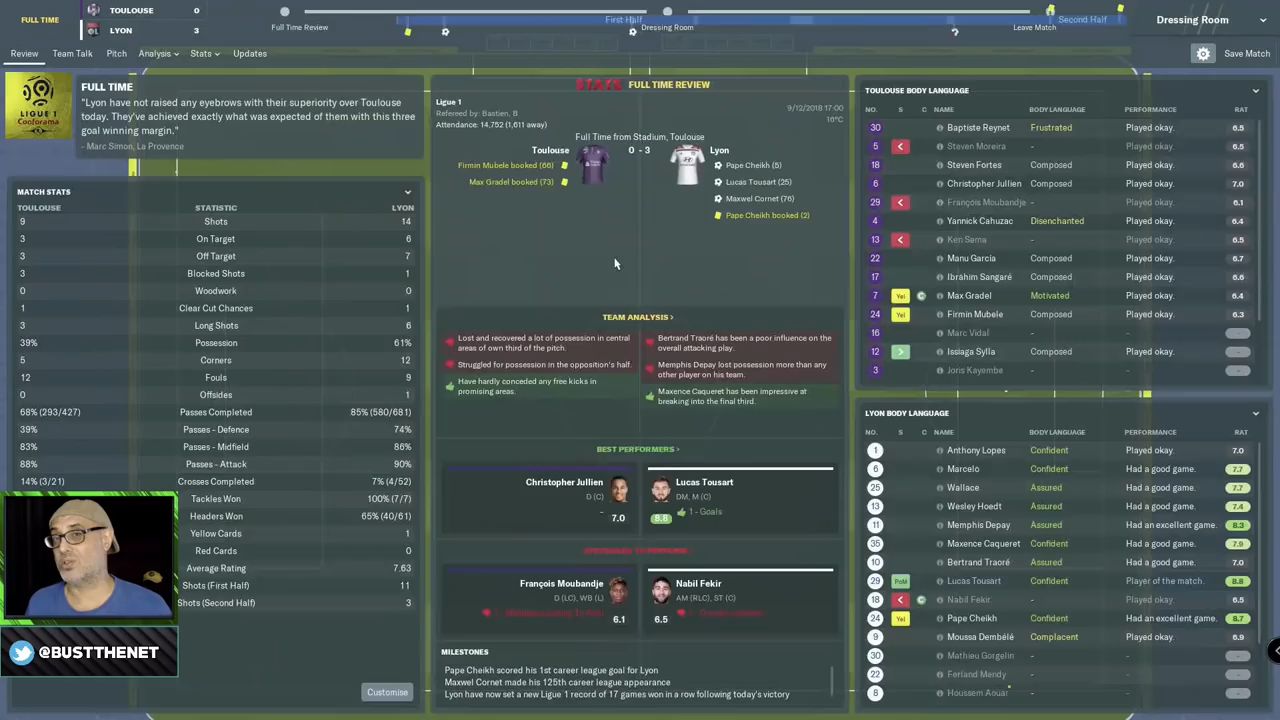 FULL TIME
TOULOUSE 0
LYON 3
First Half
Second Half
Full Time Review
Dressing Room
Leave Match
Dressing Room
Review
Team Talk
Pitch
Analysis
Stats
Updates
Save Match
LIGUE 1
Conforama
FULL TIME
"Lyon have not raised any eyebrows with their superiority over Toulouse
today. They've achieved exactly what was expected of them with this three
goal winning margin."
- Marc Simon, La Provence
MATCH STATS
TOULOUSE STATISTIC LYON
9 Shots 14
3 On Target 6
3 Off Target 7
3 Blocked Shots 1
0 Woodwork 0
1 Clear Cut Chances 1
3 Long Shots 6
39% Possession 61%
5 Corners 12
12 Fouls 9
0 Offsides 1
68% (293/427) Passes Completed 85% (580/681)
39% Passes - Defence 74%
83% Passes - Midfield 86%
88% Passes - Attack 90%
14% (3/21) Crosses Completed 7% (4/52)
Tackles Won 100% (7/7)
Headers Won 65% (40/61)
Yellow Cards 1
Red Cards 0
Average Rating 7.63
Shots (First Half) 11
Shots (Second Half) 3
@BUSTTHENET
Customise
STATS FULL TIME REVIEW
Ligue 1
Refereed by: Bastien, B
Attendance: 14,752 (1,611 away)
9/12/2018 17:00
16°C
Full Time from Stadium, Toulouse
Toulouse 0 - 3 Lyon
Firmin Mubele booked (66)
Max Gradel booked (73)
Pape Cheikh (5)
Lucas Tousart (25)
Maxwel Cornet (76)
Pape Cheikh booked (2)
TEAM ANALYSIS >
Lost and recovered a lot of possession in central
areas of own third of the pitch.
Struggled for possession in the opposition's half.
Have hardly conceded any free kicks in
promising areas.
Bertrand Traoré has been a poor influence on the
overall attacking play.
Memphis Depay lost possession more than any
other player on his team.
Maxence Caqueret has been impressive at
breaking into the final third.
BEST PERFORMERS >
Christopher Jullien
D (C)
-
7.0
Lucas Tousart
DM, M (C)
1 - Goals
8.8
François Moubandje
D (LC), WB (L)
6.1
Nabil Fekir
AM (RLC), ST (C)
6.5
MILESTONES
Pape Cheikh scored his 1st career league goal for Lyon
Maxwel Cornet made his 125th career league appearance
Lyon have now set a new Ligue 1 record of 17 games won in a row following today's victory
TOULOUSE BODY LANGUAGE
NO. S C NAME BODY LANGUAGE PERFORMANCE RAT
30 Baptiste Reynet Frustrated Played okay. 6.5
5 Steven Moreira - Played okay. 6.5
18 Steven Fortes Composed Played okay. 6.6
6 Christopher Jullien Composed Played okay. 7.0
29 François Moubandje - Played okay. 6.1
4 Yannick Cahuzac Disenchanted Played okay. 6.4
13 Ken Sema - Played okay. 6.5
22 Manu García Composed Played okay. 6.7
17 Ibrahim Sangaré Composed Played okay. 6.6
7 Yel C Max Gradel Motivated Played okay. 6.4
24 Yel Firmin Mubele Composed Played okay. 6.3
16 Marc Vidal - - -
12 Issiaga Sylla Composed Played okay. 6.5
3 Joris Kayembe - - -
LYON BODY LANGUAGE
NO. S C NAME BODY LANGUAGE PERFORMANCE RAT
1 Anthony Lopes Confident Played okay. 7.0
6 Marcelo Confident Had a good game. 7.7
25 Wallace Assured Had a good game. 7.7
13 Wesley Hoedt Assured Had a good game. 7.4
11 Memphis Depay Assured Had an excellent game. 8.3
35 Maxence Caqueret Confident Had a good game. 7.9
10 Bertrand Traoré Assured Had a good game. 7.0
29 PoM Lucas Tousart Confident Player of the match. 8.8
18 C Nabil Fekir - Played okay. 6.5
24 Yel Pape Cheikh Confident Had an excellent game. 8.7
9 Moussa Dembélé Complacent Played okay. 6.9
30 Mathieu Gorgelin - - -
22 Ferland Mendy - - -
8 Houssem Aouar - - -